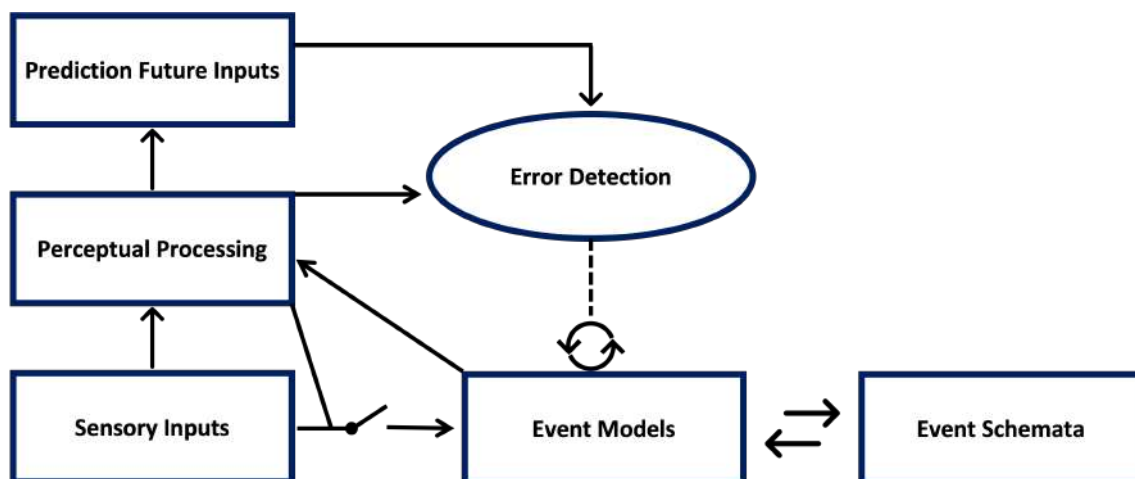 Prediction Future Inputs
Error Detection
Perceptual Processing
Sensory Inputs
Event Models
Event Schemata